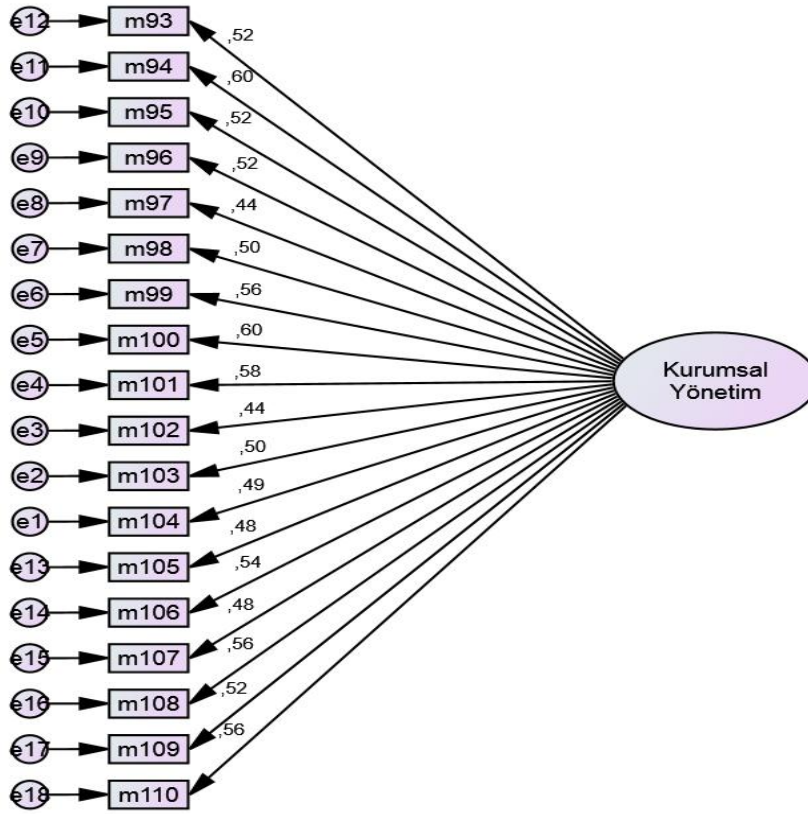 e12 m93 ,52
e11 m94 ,60
e10 m95 ,52
e9 m96 ,52
e8 m97 ,44
e7 m98 ,50
e6 m99 ,56
e5 m100 ,60
e4 m101 ,58
e3 m102 ,44
e2 m103 ,50
e1 m104 ,49
e13 m105 ,48
e14 m106 ,54
e15 m107 ,48
e16 m108 ,56
e17 m109 ,52
e18 m110 ,56
Kurumsal
Yönetim